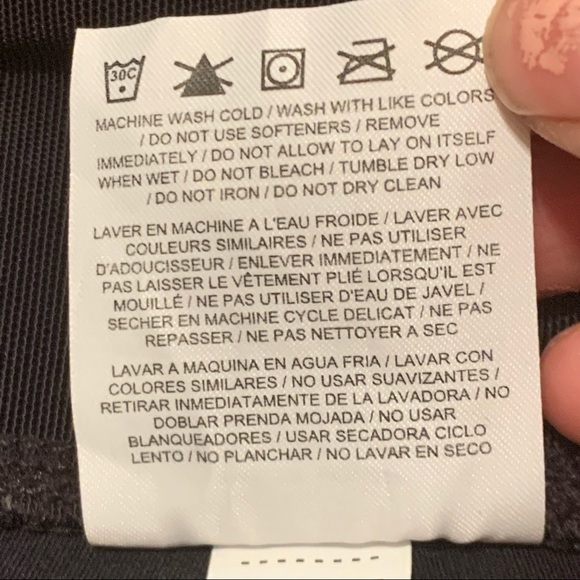 30C
MACHINE WASH COLD / WASH WITH LIKE COLORS
/ DO NOT USE SOFTENERS / REMOVE
IMMEDIATELY / DO NOT ALLOW TO LAY ON ITSELF
WHEN WET / DO NOT BLEACH / TUMBLE DRY LOW
/ DO NOT IRON / DO NOT DRY CLEAN
LAVER EN MACHINE A L'EAU FROIDE / LAVER AVEC
COULEURS SIMILAIRES / NE PAS UTILISER
D'ADOUCISSEUR / ENLEVER IMMEDIATEMENT / NE
PAS LAISSER LE VÊTEMENT PLIÉ LORSQU'IL EST
MOUILLÉ / NE PAS UTILISER D'EAU DE JAVEL /
SECHER EN MACHINE CYCLE DELICAT / NE PAS
REPASSER / NE PAS NETTOYER A SEC
LAVAR A MAQUINA EN AGUA FRIA / LAVAR CON
COLORES SIMILARES / NO USAR SUAVIZANTES /
RETIRAR INMEDIATAMENTE DE LA LAVADORA / NO
DOBLAR PRENDA MOJADA / NO USAR
BLANQUEADORES / USAR SECADORA CICLO
LENTO / NO PLANCHAR / NO LAVAR EN SECO